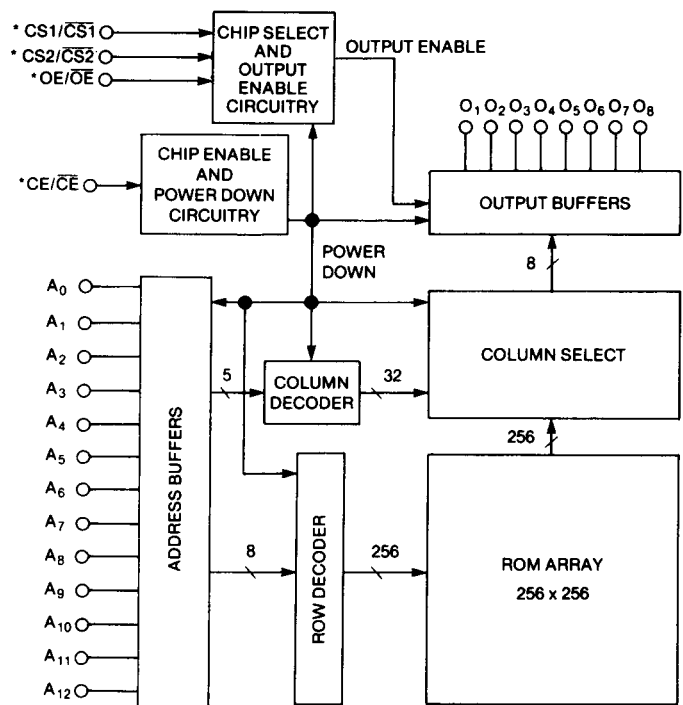 * CS1/CS1
* CS2/CS2
*OE/OE
CHIP SELECT
AND
OUTPUT
ENABLE
CIRCUITRY
OUTPUT ENABLE
O1 O2 O3 O4 O5 O6 O7 O8
*CE/CE
CHIP ENABLE
AND
POWER DOWN
CIRCUITRY
OUTPUT BUFFERS
POWER
DOWN
8
A0
A1
A2
A3
A4
A5
A6
A7
A8
A9
A10
A11
A12
ADDRESS BUFFERS
5
COLUMN
DECODER
32
COLUMN SELECT
256
8
ROW DECODER
256
ROM ARRAY
256 x 256